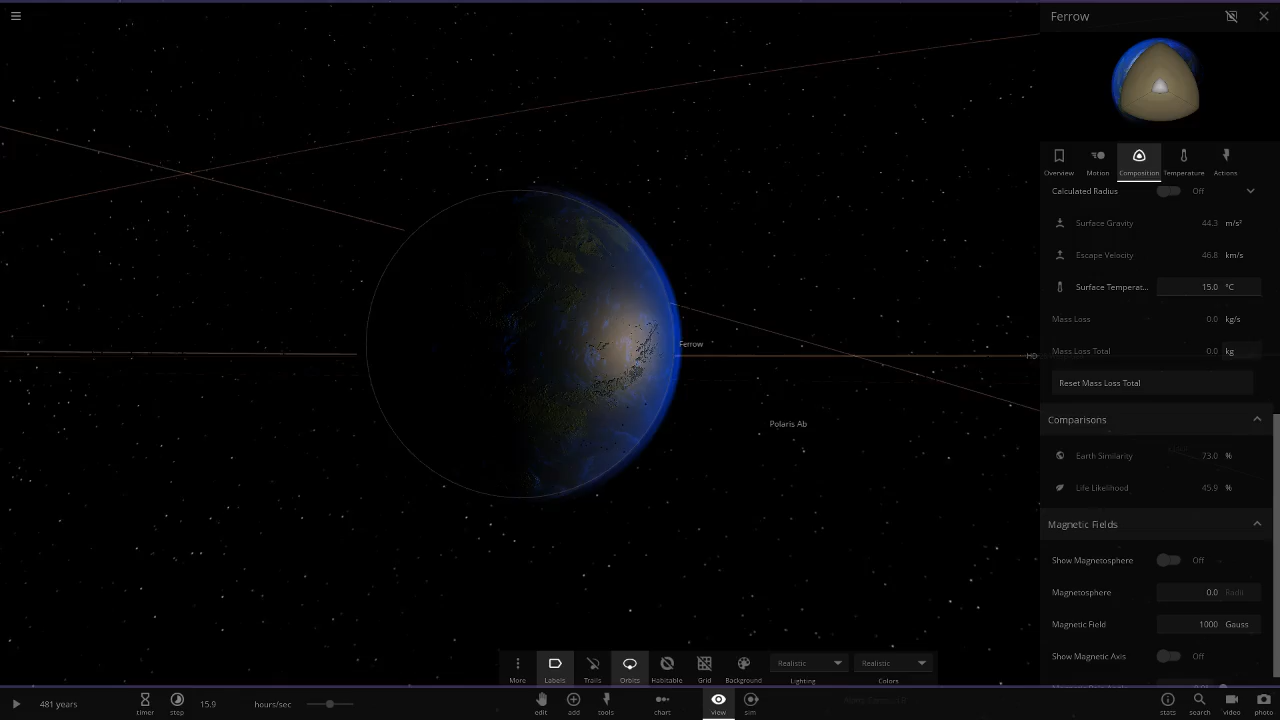 Ferrow
Overview
Motion
Composition
Temperature
Actions
Calculated Radius Off
Surface Gravity 44.3 m/s²
Escape Velocity 46.8 km/s
Surface Temperat... 15.0 °C
Mass Loss 0.0 kg/s
Mass Loss Total 0.0 kg
Reset Mass Loss Total
Comparisons
Earth Similarity 73.0 %
Life Likelihood 45.9 %
Magnetic Fields
Show Magnetosphere Off
Magnetosphere 0.0 Radii
Magnetic Field 1000 Gauss
Show Magnetic Axis Off
Ferrow
HD
Polaris Ab
More
Labels
Trails
Orbits
Habitable
Grid
Background
Realistic
Lighting
Realistic
Colors
481 years
timer
step
15.9 hours/sec
edit
add
tools
chart
view
sim
stats
search
video
photo